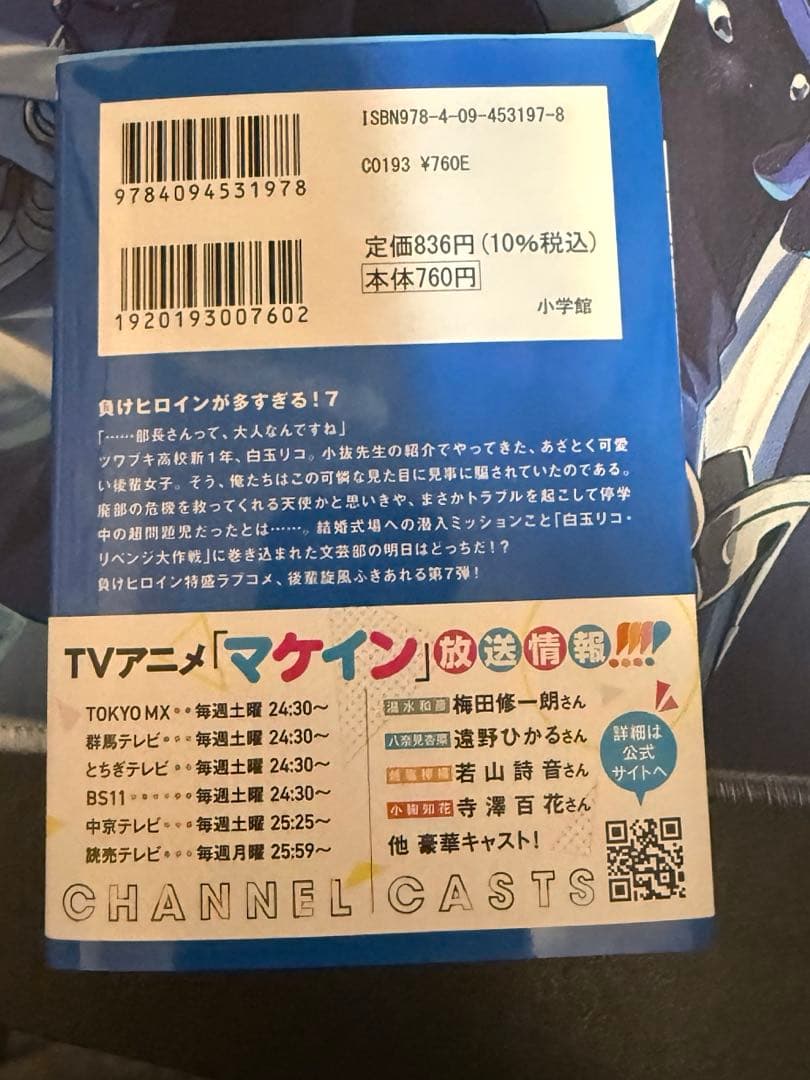 ISBN978-4-09-453197-8
9784094531978
C0193 ¥760E
定価836円(10%税込)
本体760円
1920193007602
小学館
負けヒロインが多すぎる!7
「……部長さんって、大人なんですね」
ツワブキ高校新1年、白玉リコ。小抜先生の紹介でやってきた、あざとく可愛
い後輩女子。そう、俺たちはこの可憐な見た目に見事に騙されていたのである。
廃部の危機を救ってくれる天使かと思いきや、まさかトラブルを起こして停学
中の超問題児だったとは……。結婚式場への潜入ミッションこと「白玉リコ・
リベンジ大作戦」に巻き込まれた文芸部の明日はどっちだ!?
負けヒロイン特盛ラブコメ、後輩旋風ふきあれる第7弾!
TVアニメ「マケイン」放送情報!!!!!
TOKYO MX‥毎週土曜 24:30〜
群馬テレビ…毎週土曜 24:30〜
とちぎテレビ‥毎週土曜 24:30〜
BS11……毎週土曜 24:30〜
中京テレビ…毎週土曜 25:25〜
読売テレビ…毎週月曜 25:59〜
CHANNEL
温水和彦 梅田修一朗さん
八奈見杏菜 遠野ひかるさん
焼塩檸檬 若山詩音さん
小鞠知花 寺澤百花さん
他 豪華キャスト!
CASTS
詳細は
公式
サイトへ